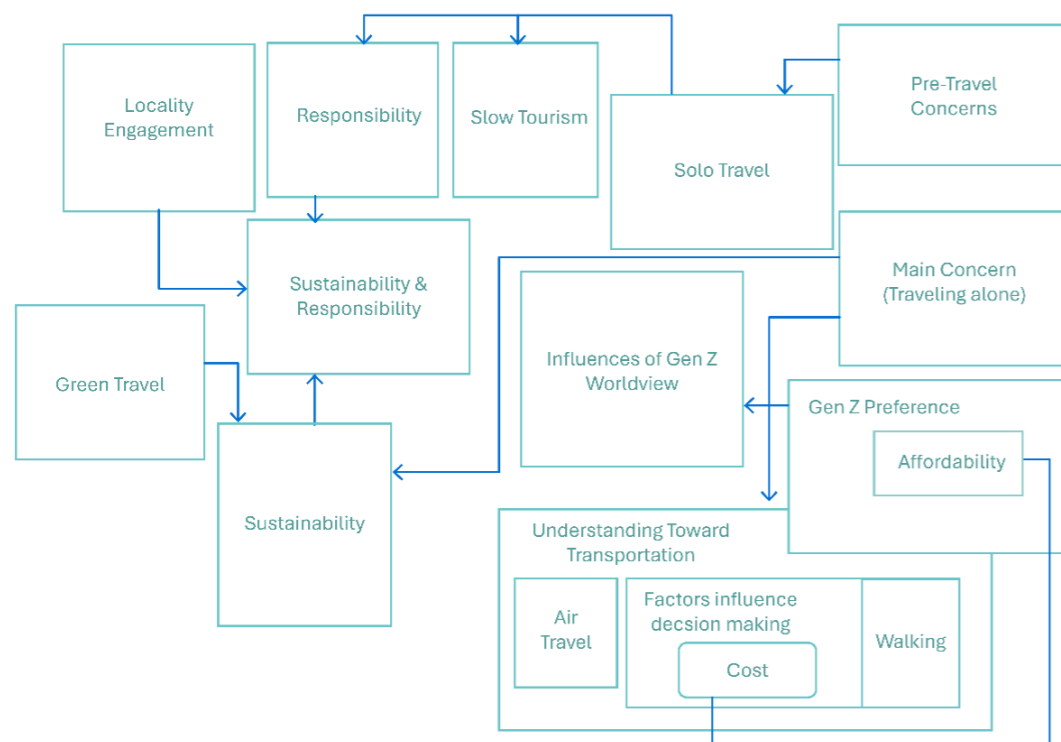 Locality
Engagement
Responsibility
Slow Tourism
Solo Travel
Pre-Travel
Concerns
Sustainability &
Responsibility
Main Concern
(Traveling alone)
Green Travel
Influences of Gen Z
Worldview
Gen Z Preference
Affordability
Sustainability
Understanding Toward
Transportation
Air
Travel
Factors influence
decsion making
Cost
Walking